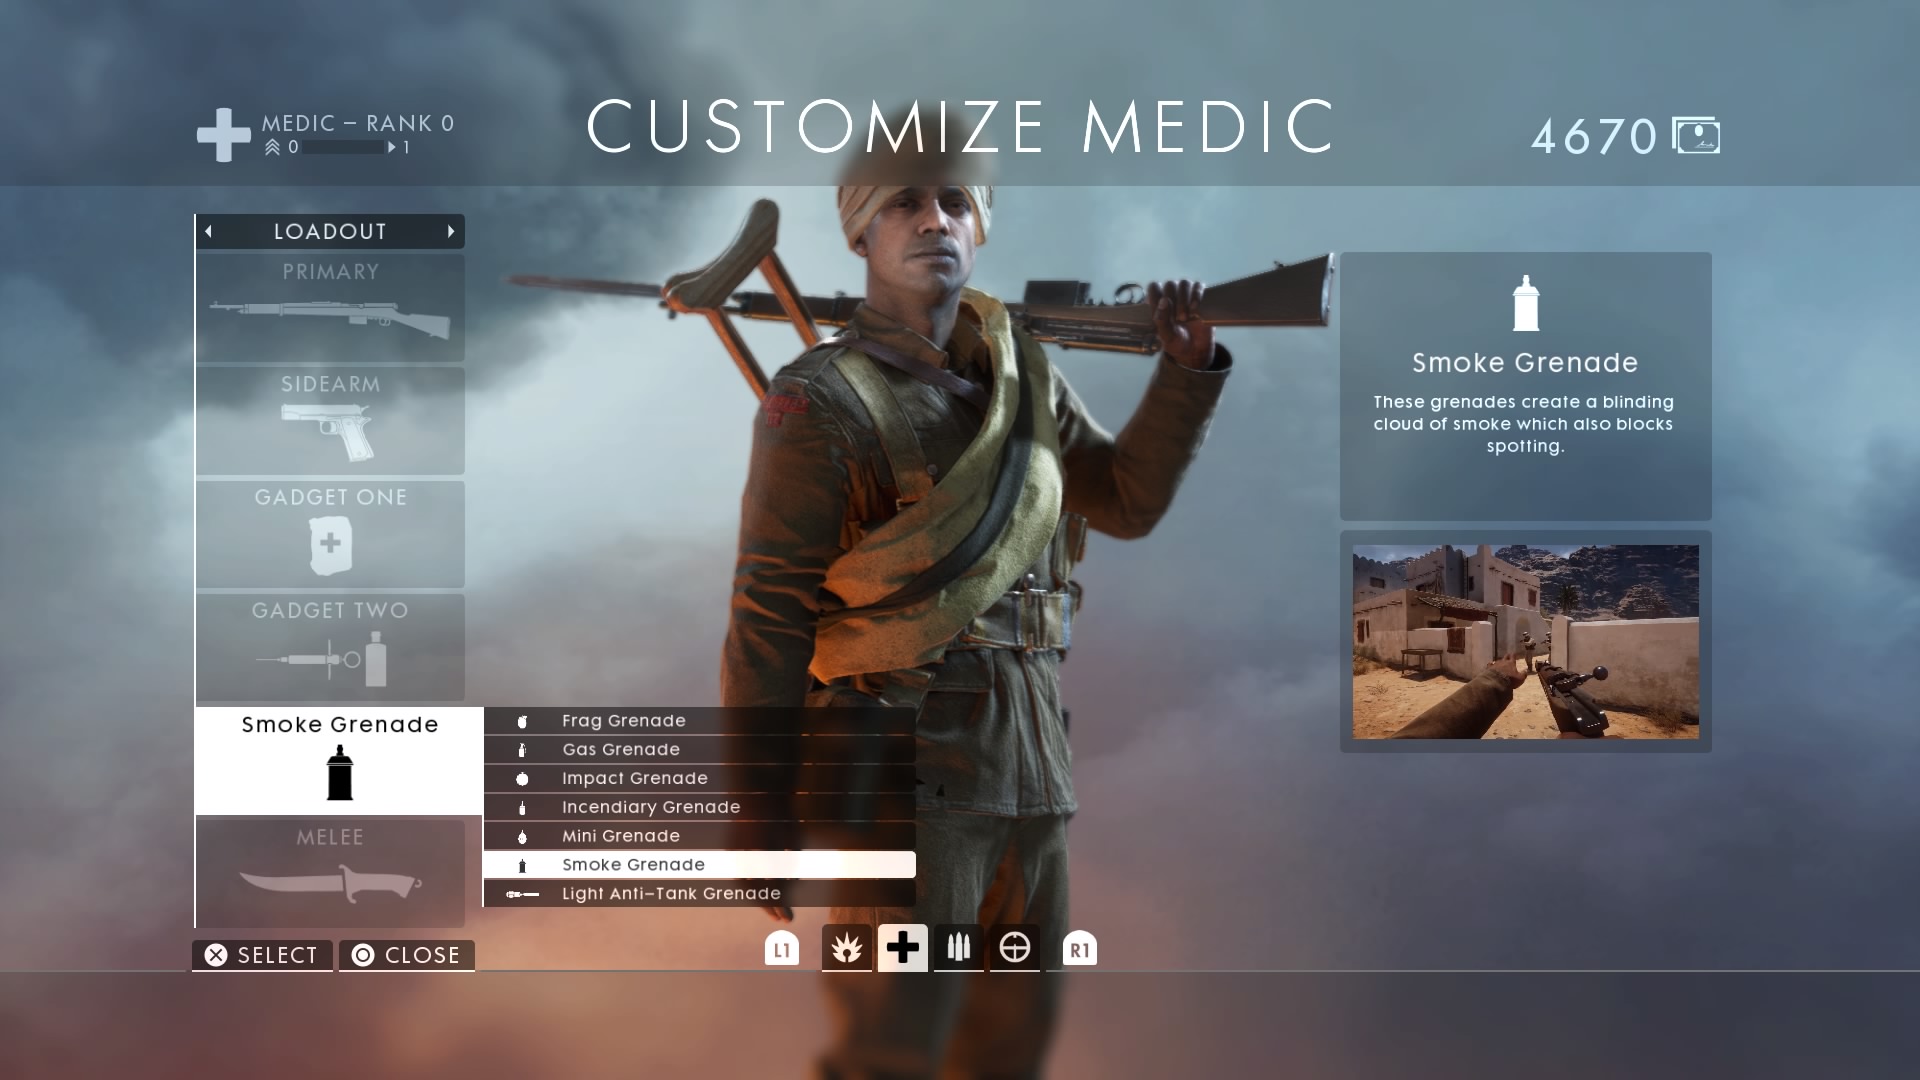 CUSTOMIZE MEDIC
MEDIC – RANK 0
0 1
4670
LOADOUT
PRIMARY
SIDEARM
GADGET ONE
GADGET TWO
Smoke Grenade
MELEE
Frag Grenade
Gas Grenade
Impact Grenade
Incendiary Grenade
Mini Grenade
Smoke Grenade
Light Anti-Tank Grenade
Smoke Grenade
These grenades create a blinding
cloud of smoke which also blocks
spotting.
SELECT
CLOSE
L1
R1